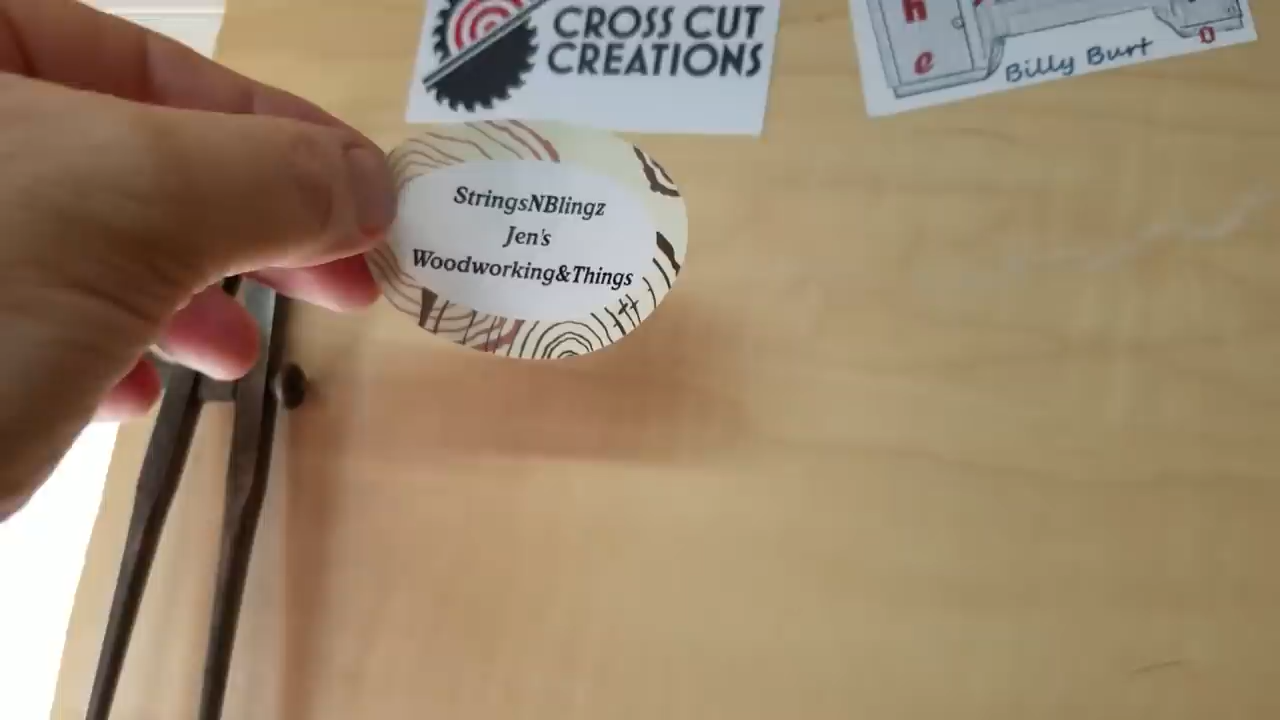 CROSS CUT
CREATIONS
h
e
Billy Burt
StringsNBlingz
Jen's
Woodworking&Things